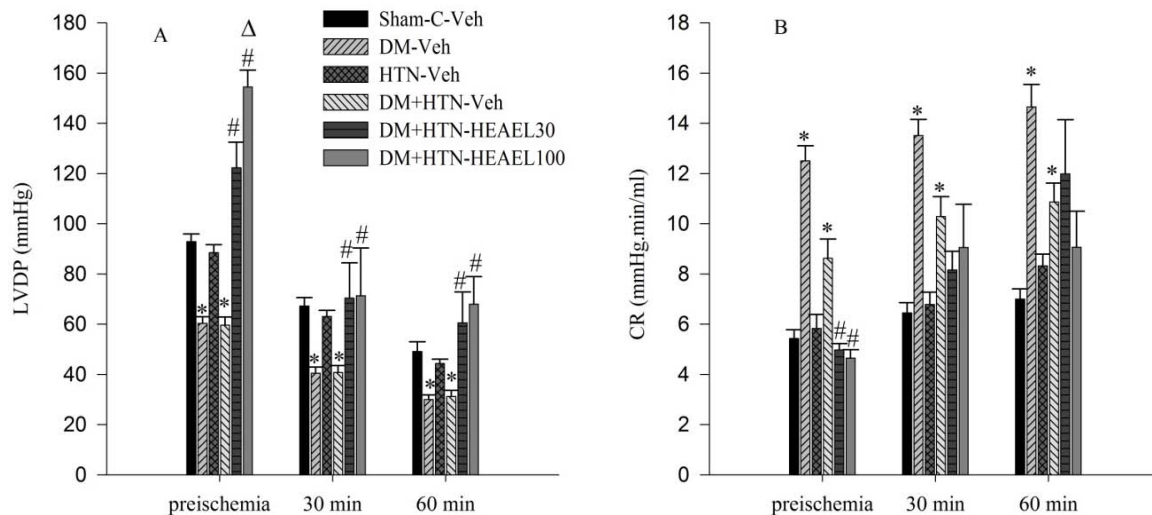 A
LVDP (mmHg)
180
160
140
120
100
80
60
40
20
0
Δ
#
#
* *
* *
# #
* *
# #
preischemia 30 min 60 min
Sham-C-Veh
DM-Veh
HTN-Veh
DM+HTN-Veh
DM+HTN-HEAEL30
DM+HTN-HEAEL100
B
CR (mmHg.min/ml)
18
16
14
12
10
8
6
4
2
0
*
*
# #
*
*
*
*
preischemia 30 min 60 min